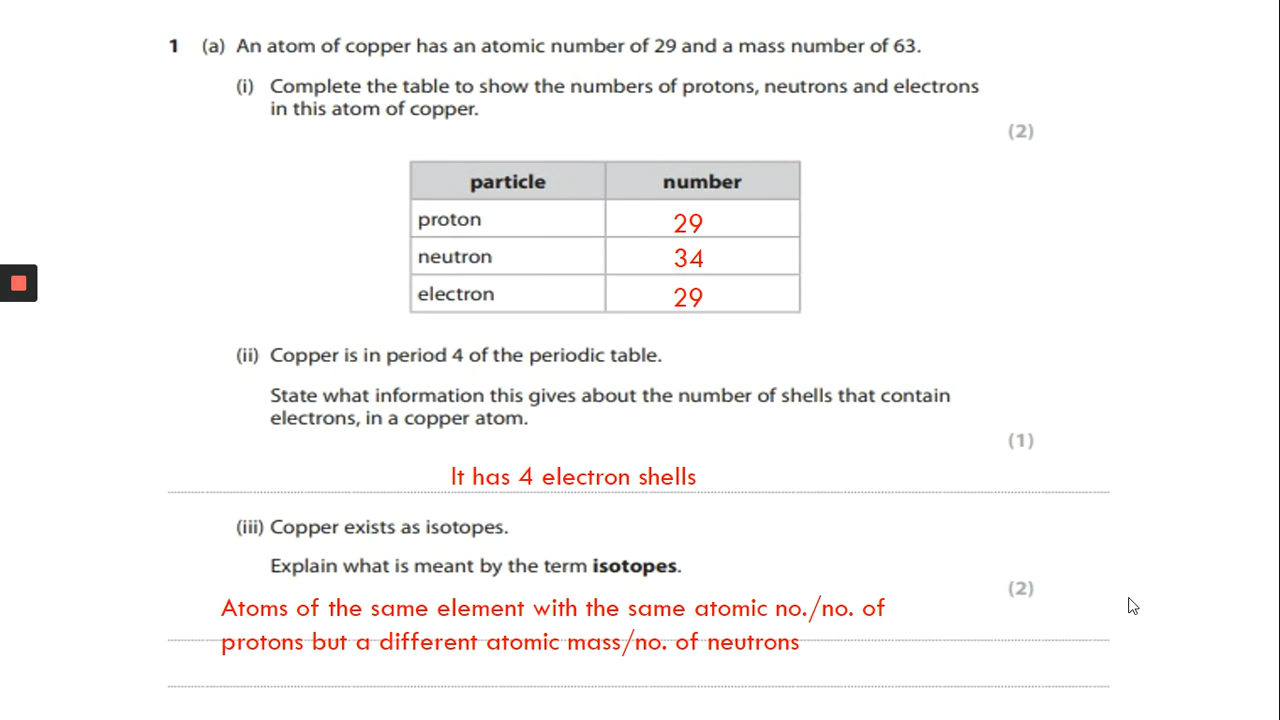 1 (a) An atom of copper has an atomic number of 29 and a mass number of 63.
(i) Complete the table to show the numbers of protons, neutrons and electrons
in this atom of copper.
(2)
particle number
proton 29
neutron 34
electron 29
(ii) Copper is in period 4 of the periodic table.
State what information this gives about the number of shells that contain
electrons, in a copper atom.
(1)
It has 4 electron shells
(iii) Copper exists as isotopes.
Explain what is meant by the term isotopes.
(2)
Atoms of the same element with the same atomic no./no. of
protons but a different atomic mass/no. of neutrons